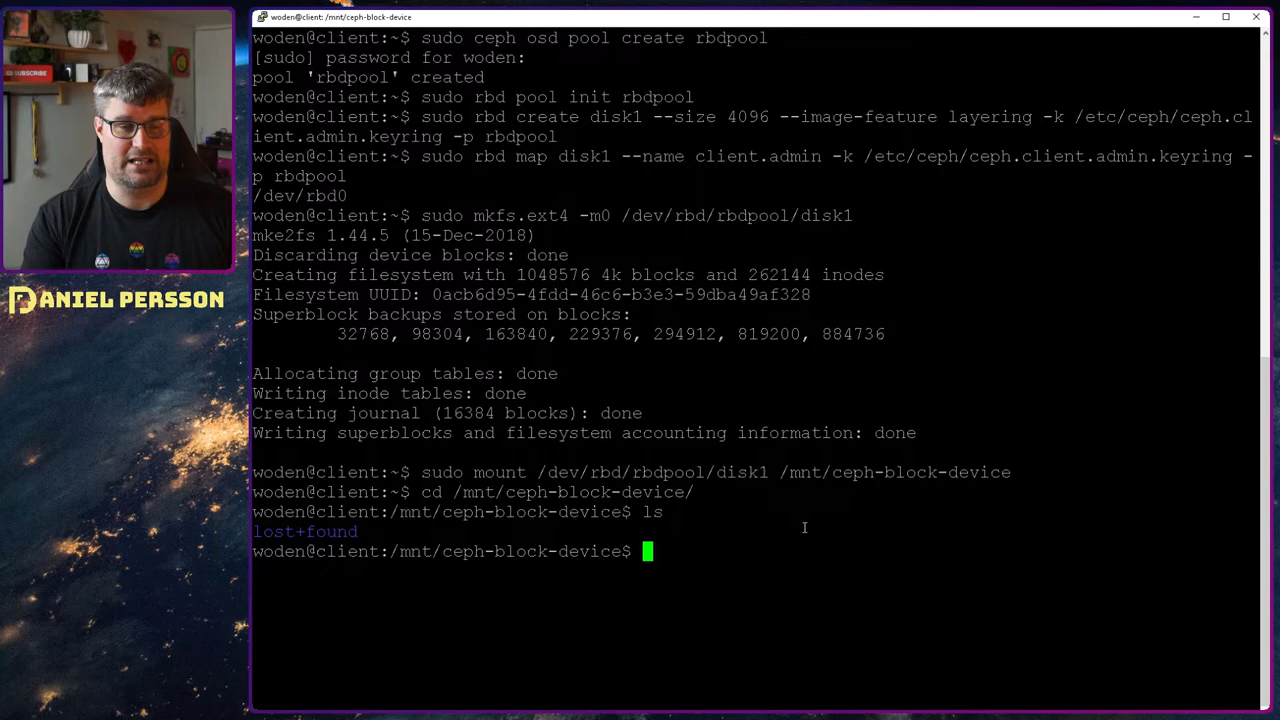 woden@client: /mnt/ceph-block-device
woden@client:~$ sudo ceph osd pool create rbdpool
[sudo] password for woden:
pool 'rbdpool' created
woden@client:~$ sudo rbd pool init rbdpool
woden@client:~$ sudo rbd create disk1 --size 4096 --image-feature layering -k /etc/ceph/ceph.cl
ient.admin.keyring -p rbdpool
woden@client:~$ sudo rbd map disk1 --name client.admin -k /etc/ceph/ceph.client.admin.keyring -
p rbdpool
/dev/rbd0
woden@client:~$ sudo mkfs.ext4 -m0 /dev/rbd/rbdpool/disk1
mke2fs 1.44.5 (15-Dec-2018)
Discarding device blocks: done
Creating filesystem with 1048576 4k blocks and 262144 inodes
Filesystem UUID: 0acb6d95-4fdd-46c6-b3e3-59dba49af328
Superblock backups stored on blocks:
32768, 98304, 163840, 229376, 294912, 819200, 884736
Allocating group tables: done
Writing inode tables: done
Creating journal (16384 blocks): done
Writing superblocks and filesystem accounting information: done
woden@client:~$ sudo mount /dev/rbd/rbdpool/disk1 /mnt/ceph-block-device
woden@client:~$ cd /mnt/ceph-block-device/
woden@client:/mnt/ceph-block-device$ ls
lost+found
woden@client:/mnt/ceph-block-device$
SUBSCRIBE
DANIEL PERSSON